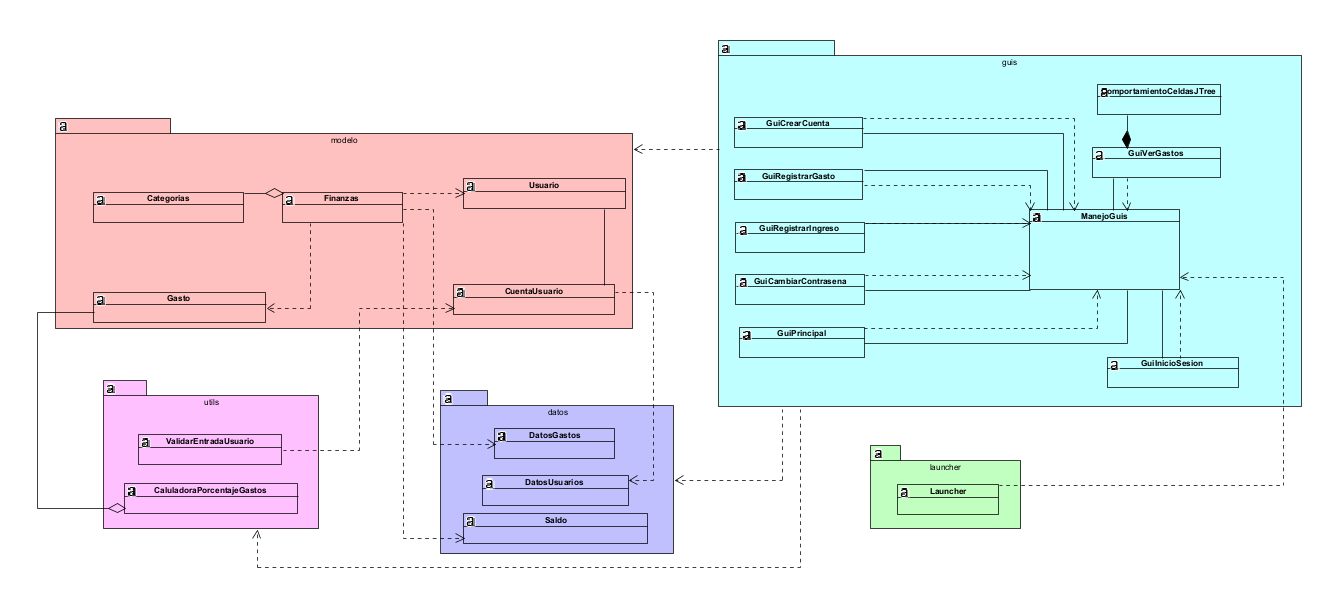 a
guis
a
ComportamientoCeldasJTree
a
GuiCrearCuenta
a
modelo
a
GuiVerGastos
a
GuiRegistrarGasto
a
Usuario
a
Categorias
a
Finanzas
a
ManejoGuis
a
GuiRegistrarIngreso
a
GuiCambiarContrasena
a
CuentaUsuario
a
Gasto
a
GuiPrincipal
a
GuiInicioSesion
a
utils
a
datos
a
ValidarEntradaUsuario
a
DatosGastos
a
launcher
a
CaluladoraPorcentajeGastos
a
DatosUsuarios
a
Launcher
a
Saldo